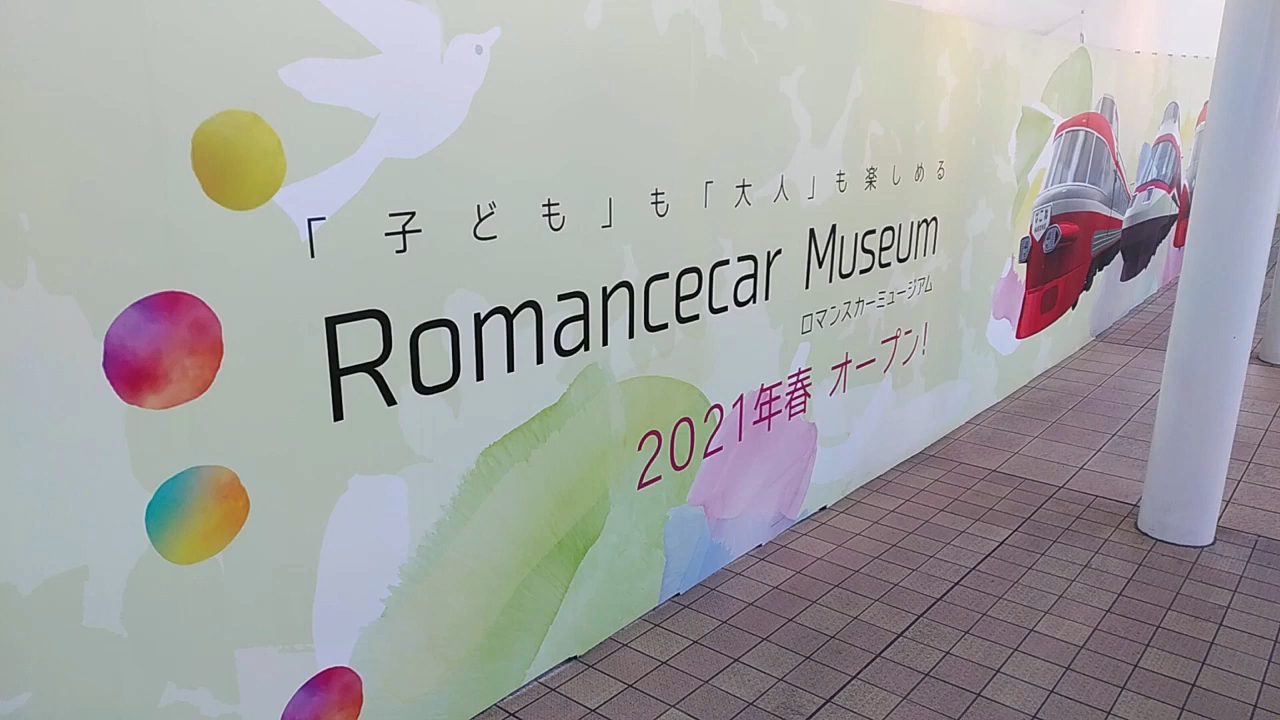 「子ども」も「大人」も楽しめる
Romancecar Museum
ロマンスカーミュージアム
2021年春 オープン!